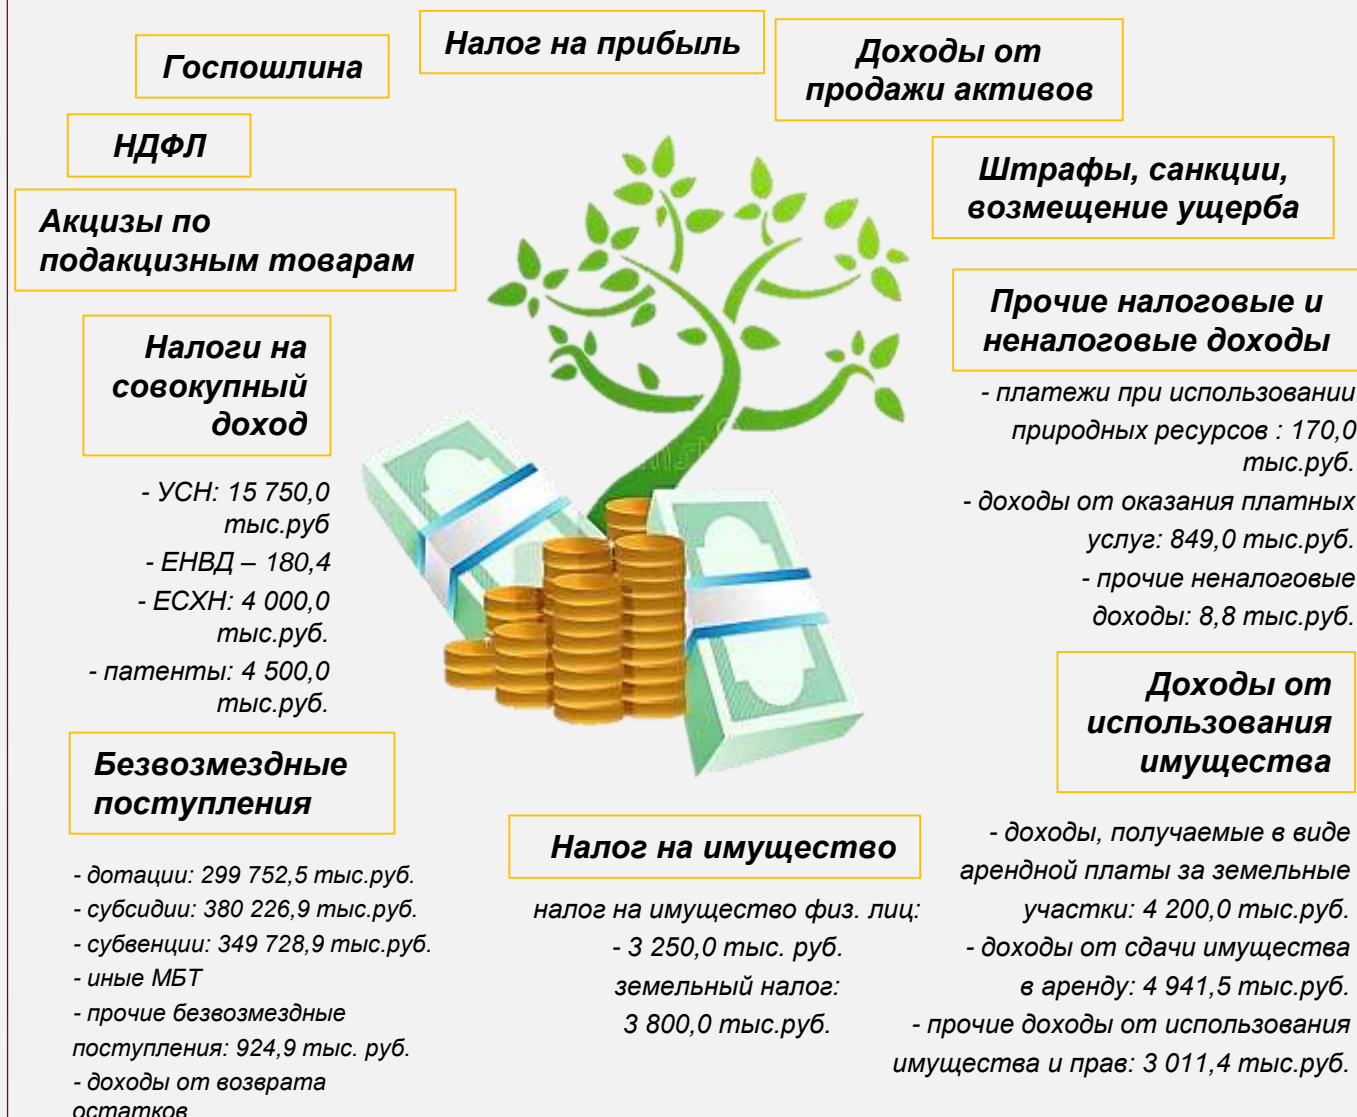 Налог на прибыль
Госпошлина
Доходы от
продажи активов
НДФЛ
Штрафы, санкции,
возмещение ущерба
Акцизы по
подакцизным товарам
Прочие налоговые и
неналоговые доходы
- платежи при использовании
природных ресурсов : 170,0
тыс.руб.
- доходы от оказания платных
услуг: 849,0 тыс.руб.
- прочие неналоговые
доходы: 8,8 тыс.руб.
Налоги на
совокупный
доход
- УСН: 15 750,0
тыс.руб
- ЕНВД – 180,4
- ЕСХН: 4 000,0
тыс.руб.
- патенты: 4 500,0
тыс.руб.
Безвозмездные
поступления
- дотации: 299 752,5 тыс.руб.
- субсидии: 380 226,9 тыс.руб.
- субвенции: 349 728,9 тыс.руб.
- иные МБТ
- прочие безвозмездные
поступления: 924,9 тыс. руб.
- доходы от возврата
остатков
Налог на имущество
налог на имущество физ. лиц:
- 3 250,0 тыс. руб.
земельный налог:
3 800,0 тыс.руб.
Доходы от
использования
имущества
- доходы, получаемые в виде
арендной платы за земельные
участки: 4 200,0 тыс.руб.
- доходы от сдачи имущества
в аренду: 4 941,5 тыс.руб.
- прочие доходы от использования
имущества и прав: 3 011,4 тыс.руб.